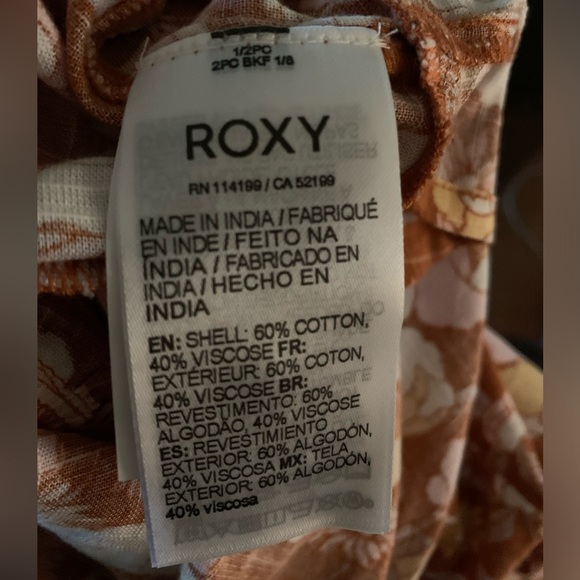 1/2PC
2PC BKF 1/8
ROXY
RN 114199 / CA 52199
MADE IN INDIA / FABRIQUÉ
EN INDE / FEITO NA
ÍNDIA / FABRICADO EN
INDIA / HECHO EN
INDIA
EN: SHELL: 60% COTTON,
40% VISCOSE FR:
EXTÉRIEUR: 60% COTON,
40% VISCOSE BR:
REVESTIMENTO: 60%
ALGODÃO, 40% VISCOSE
ES: REVESTIMIENTO
EXTERIOR: 60% ALGODÓN,
40% VISCOSA MX: TELA
EXTERIOR: 60% ALGODÓN,
40% viscosa